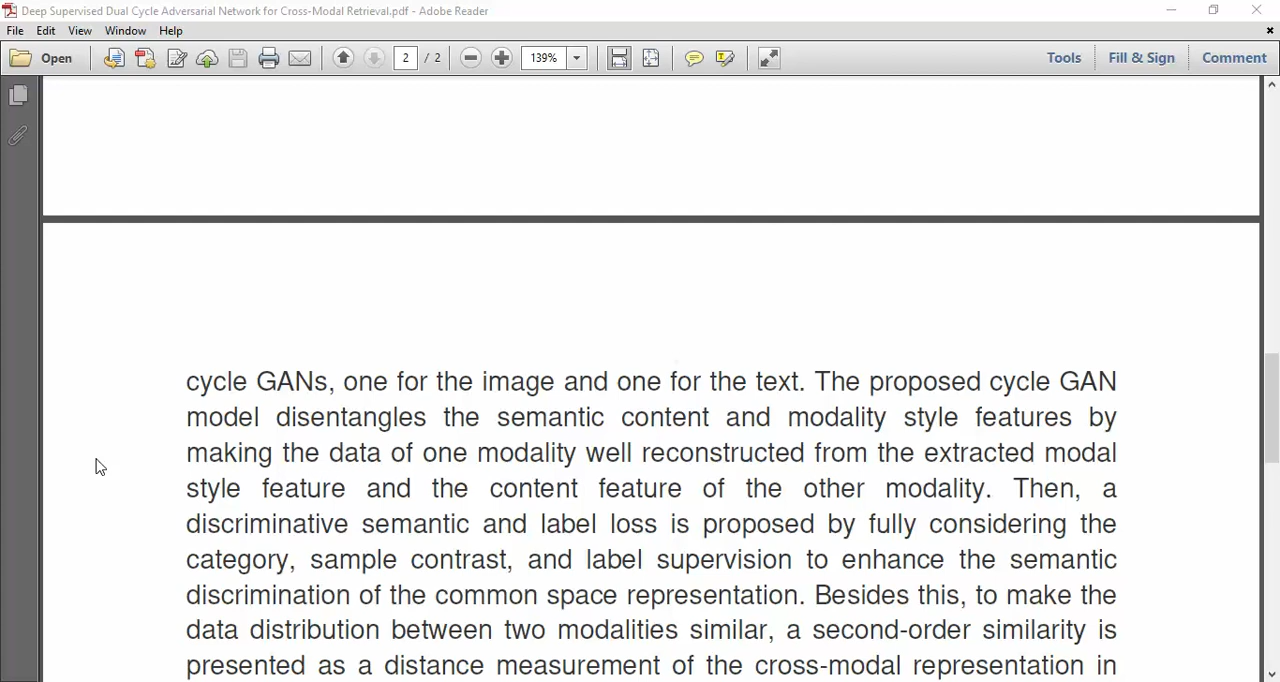 Deep Supervised Dual Cycle Adversarial Network for Cross-Modal Retrieval.pdf - Adobe Reader
File Edit View Window Help
Open 2 / 2 139% Tools Fill & Sign Comment
cycle GANs, one for the image and one for the text. The proposed cycle GAN
model disentangles the semantic content and modality style features by
making the data of one modality well reconstructed from the extracted modal
style feature and the content feature of the other modality. Then, a
discriminative semantic and label loss is proposed by fully considering the
category, sample contrast, and label supervision to enhance the semantic
discrimination of the common space representation. Besides this, to make the
data distribution between two modalities similar, a second-order similarity is
presented as a distance measurement of the cross-modal representation in